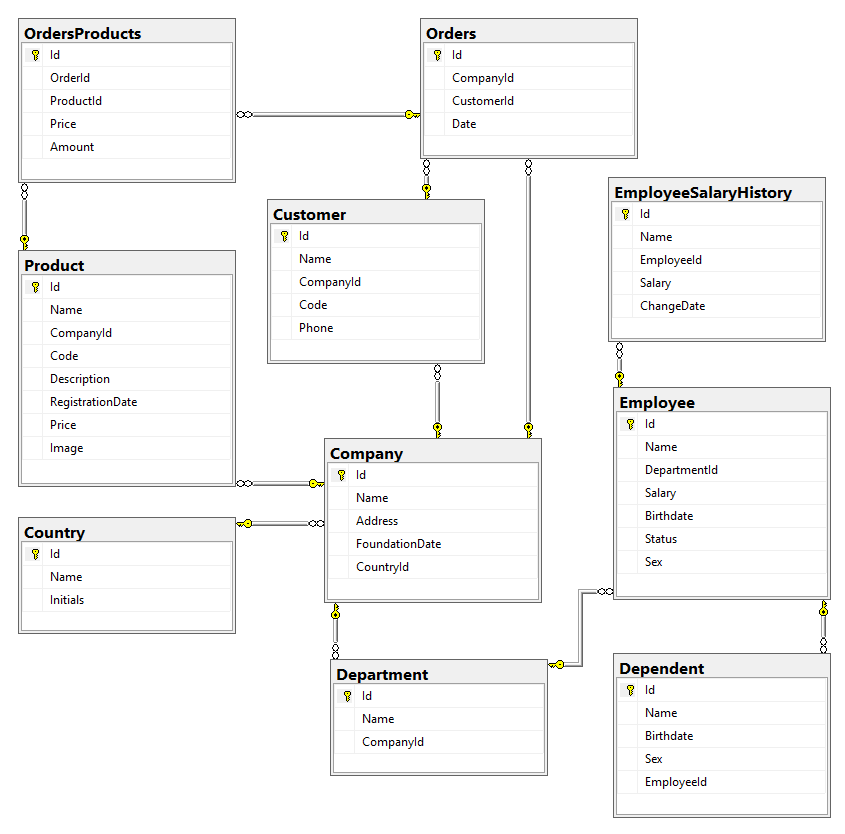 OrdersProducts
Id
OrderId
ProductId
Price
Amount
Orders
Id
CompanyId
CustomerId
Date
EmployeeSalaryHistory
Id
Name
EmployeeId
Salary
ChangeDate
Customer
Id
Name
CompanyId
Code
Phone
Product
Id
Name
CompanyId
Code
Description
RegistrationDate
Price
Image
Employee
Id
Name
DepartmentId
Salary
Birthdate
Status
Sex
Company
Id
Name
Address
FoundationDate
CountryId
Country
Id
Name
Initials
Department
Id
Name
CompanyId
Dependent
Id
Name
Birthdate
Sex
EmployeeId